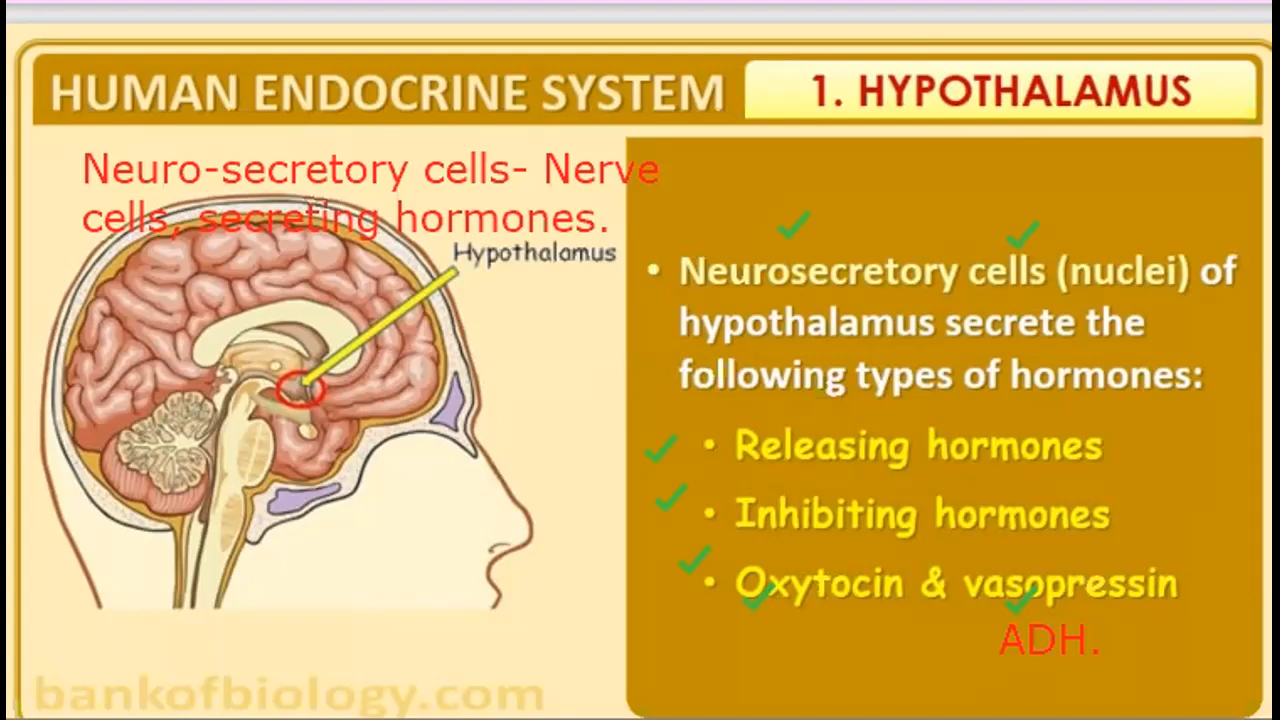 HUMAN ENDOCRINE SYSTEM
1. HYPOTHALAMUS
Neuro-secretory cells- Nerve
cells, secreting hormones.
Hypothalamus
• Neurosecretory cells (nuclei) of
hypothalamus secrete the
following types of hormones:
• Releasing hormones
• Inhibiting hormones
• Oxytocin & vasopressin
ADH.
bankofbiology.com